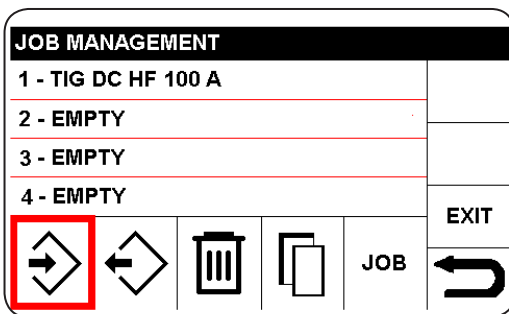 JOB MANAGEMENT
1 - TIG DC HF 100 A
2 - EMPTY
3 - EMPTY
4 - EMPTY
EXIT
JOB